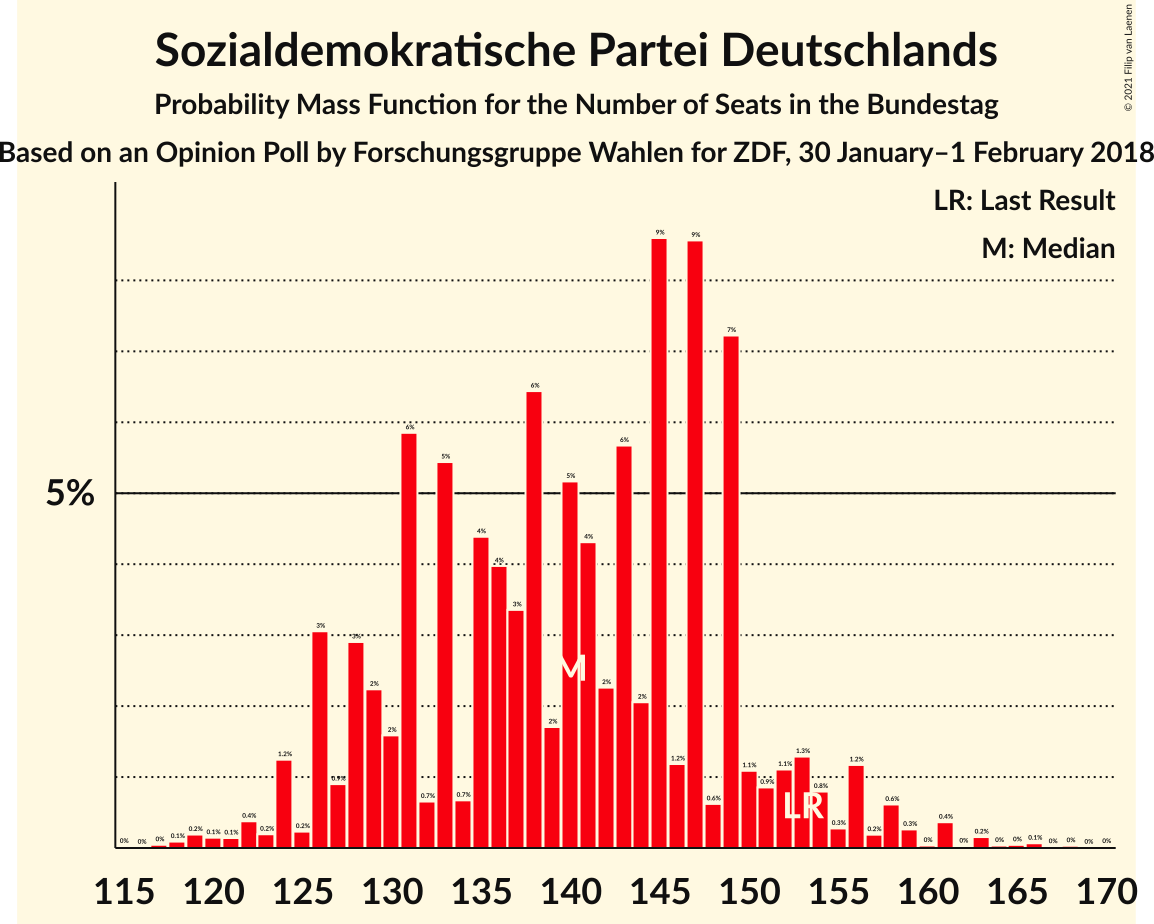 Sozialdemokratische Partei Deutschlands
Probability Mass Function for the Number of Seats in the Bundestag
Based on an Opinion Poll by Forschungsgruppe Wahlen for ZDF, 30 January–1 February 2018
© 2021 Filip van Laenen
LR: Last Result
M: Median
5%
0% 0% 0% 0.1% 0.2% 0.1% 0.1% 0.4% 0.2% 1.2% 0.2% 3% 0.9% 3% 2% 2% 6% 0.7% 5% 0.7% 4% 4% 3% 6% 2% 5% 4% 2% 6% 2% 9% 1.2% 9% 0.6% 7% 1.1% 0.9% 1.1% 1.3% 0.8% 0.3% 1.2% 0.2% 0.6% 0.3% 0% 0.4% 0% 0.2% 0% 0% 0.1% 0% 0% 0% 0%
M
LR
115 120 125 130 135 140 145 150 155 160 165 170